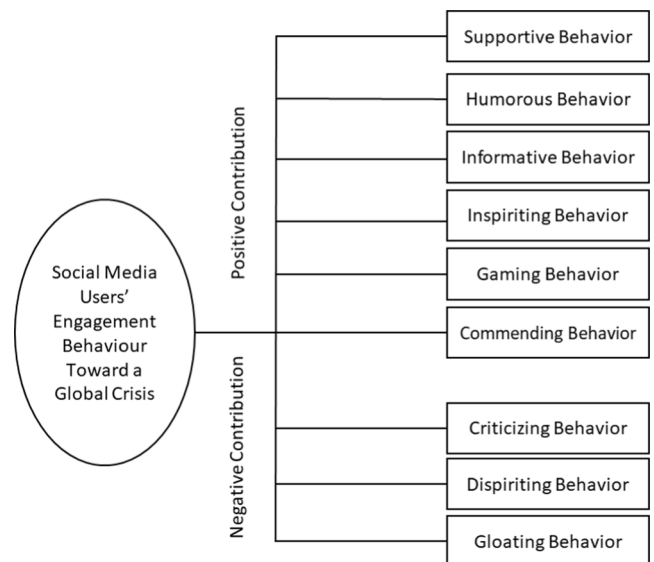 Supportive Behavior
Humorous Behavior
Informative Behavior
Inspiriting Behavior
Gaming Behavior
Commending Behavior
Criticizing Behavior
Dispiriting Behavior
Gloating Behavior
Positive Contribution
Negative Contribution
Social Media
Users’
Engagement
Behaviour
Toward a
Global Crisis